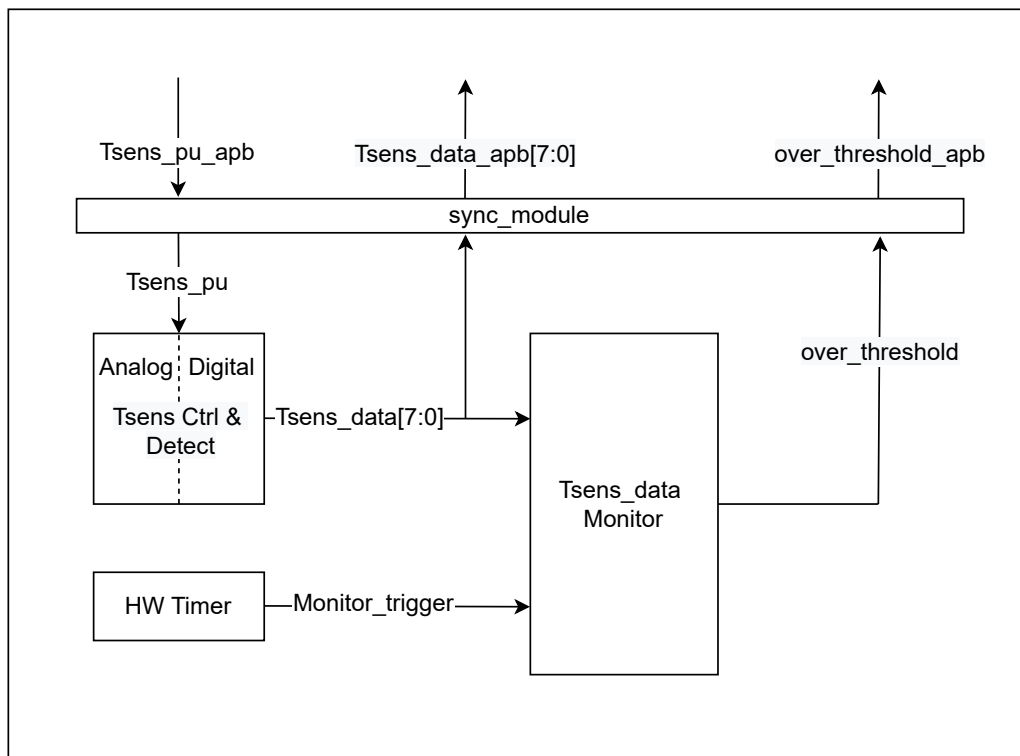 Tsens_pu_apb
Tsens_data_apb[7:0]
over_threshold_apb
sync_module
Tsens_pu
over_threshold
Analog
Digital
Tsens Ctrl &
Detect
Tsens_data[7:0]
Tsens_data
Monitor
HW Timer
Monitor_trigger